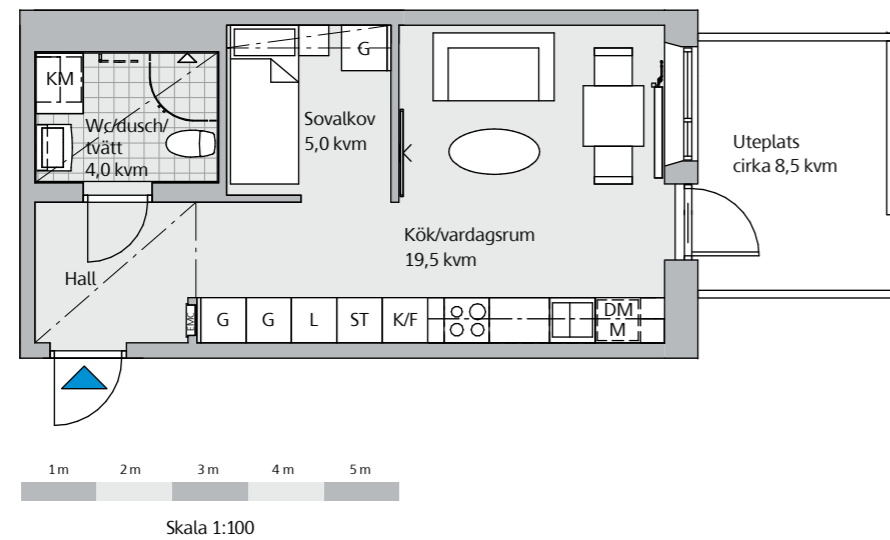 KM
Wc/dusch/
tvätt
4,0 kvm
G
Sovalkov
5,0 kvm
Uteplats
cirka 8,5 kvm
Kök/vardagsrum
19,5 kvm
Hall
EMC
G
G
L
ST
K/F
DM
M
1 m
2 m
3 m
4 m
5 m
Skala 1:100